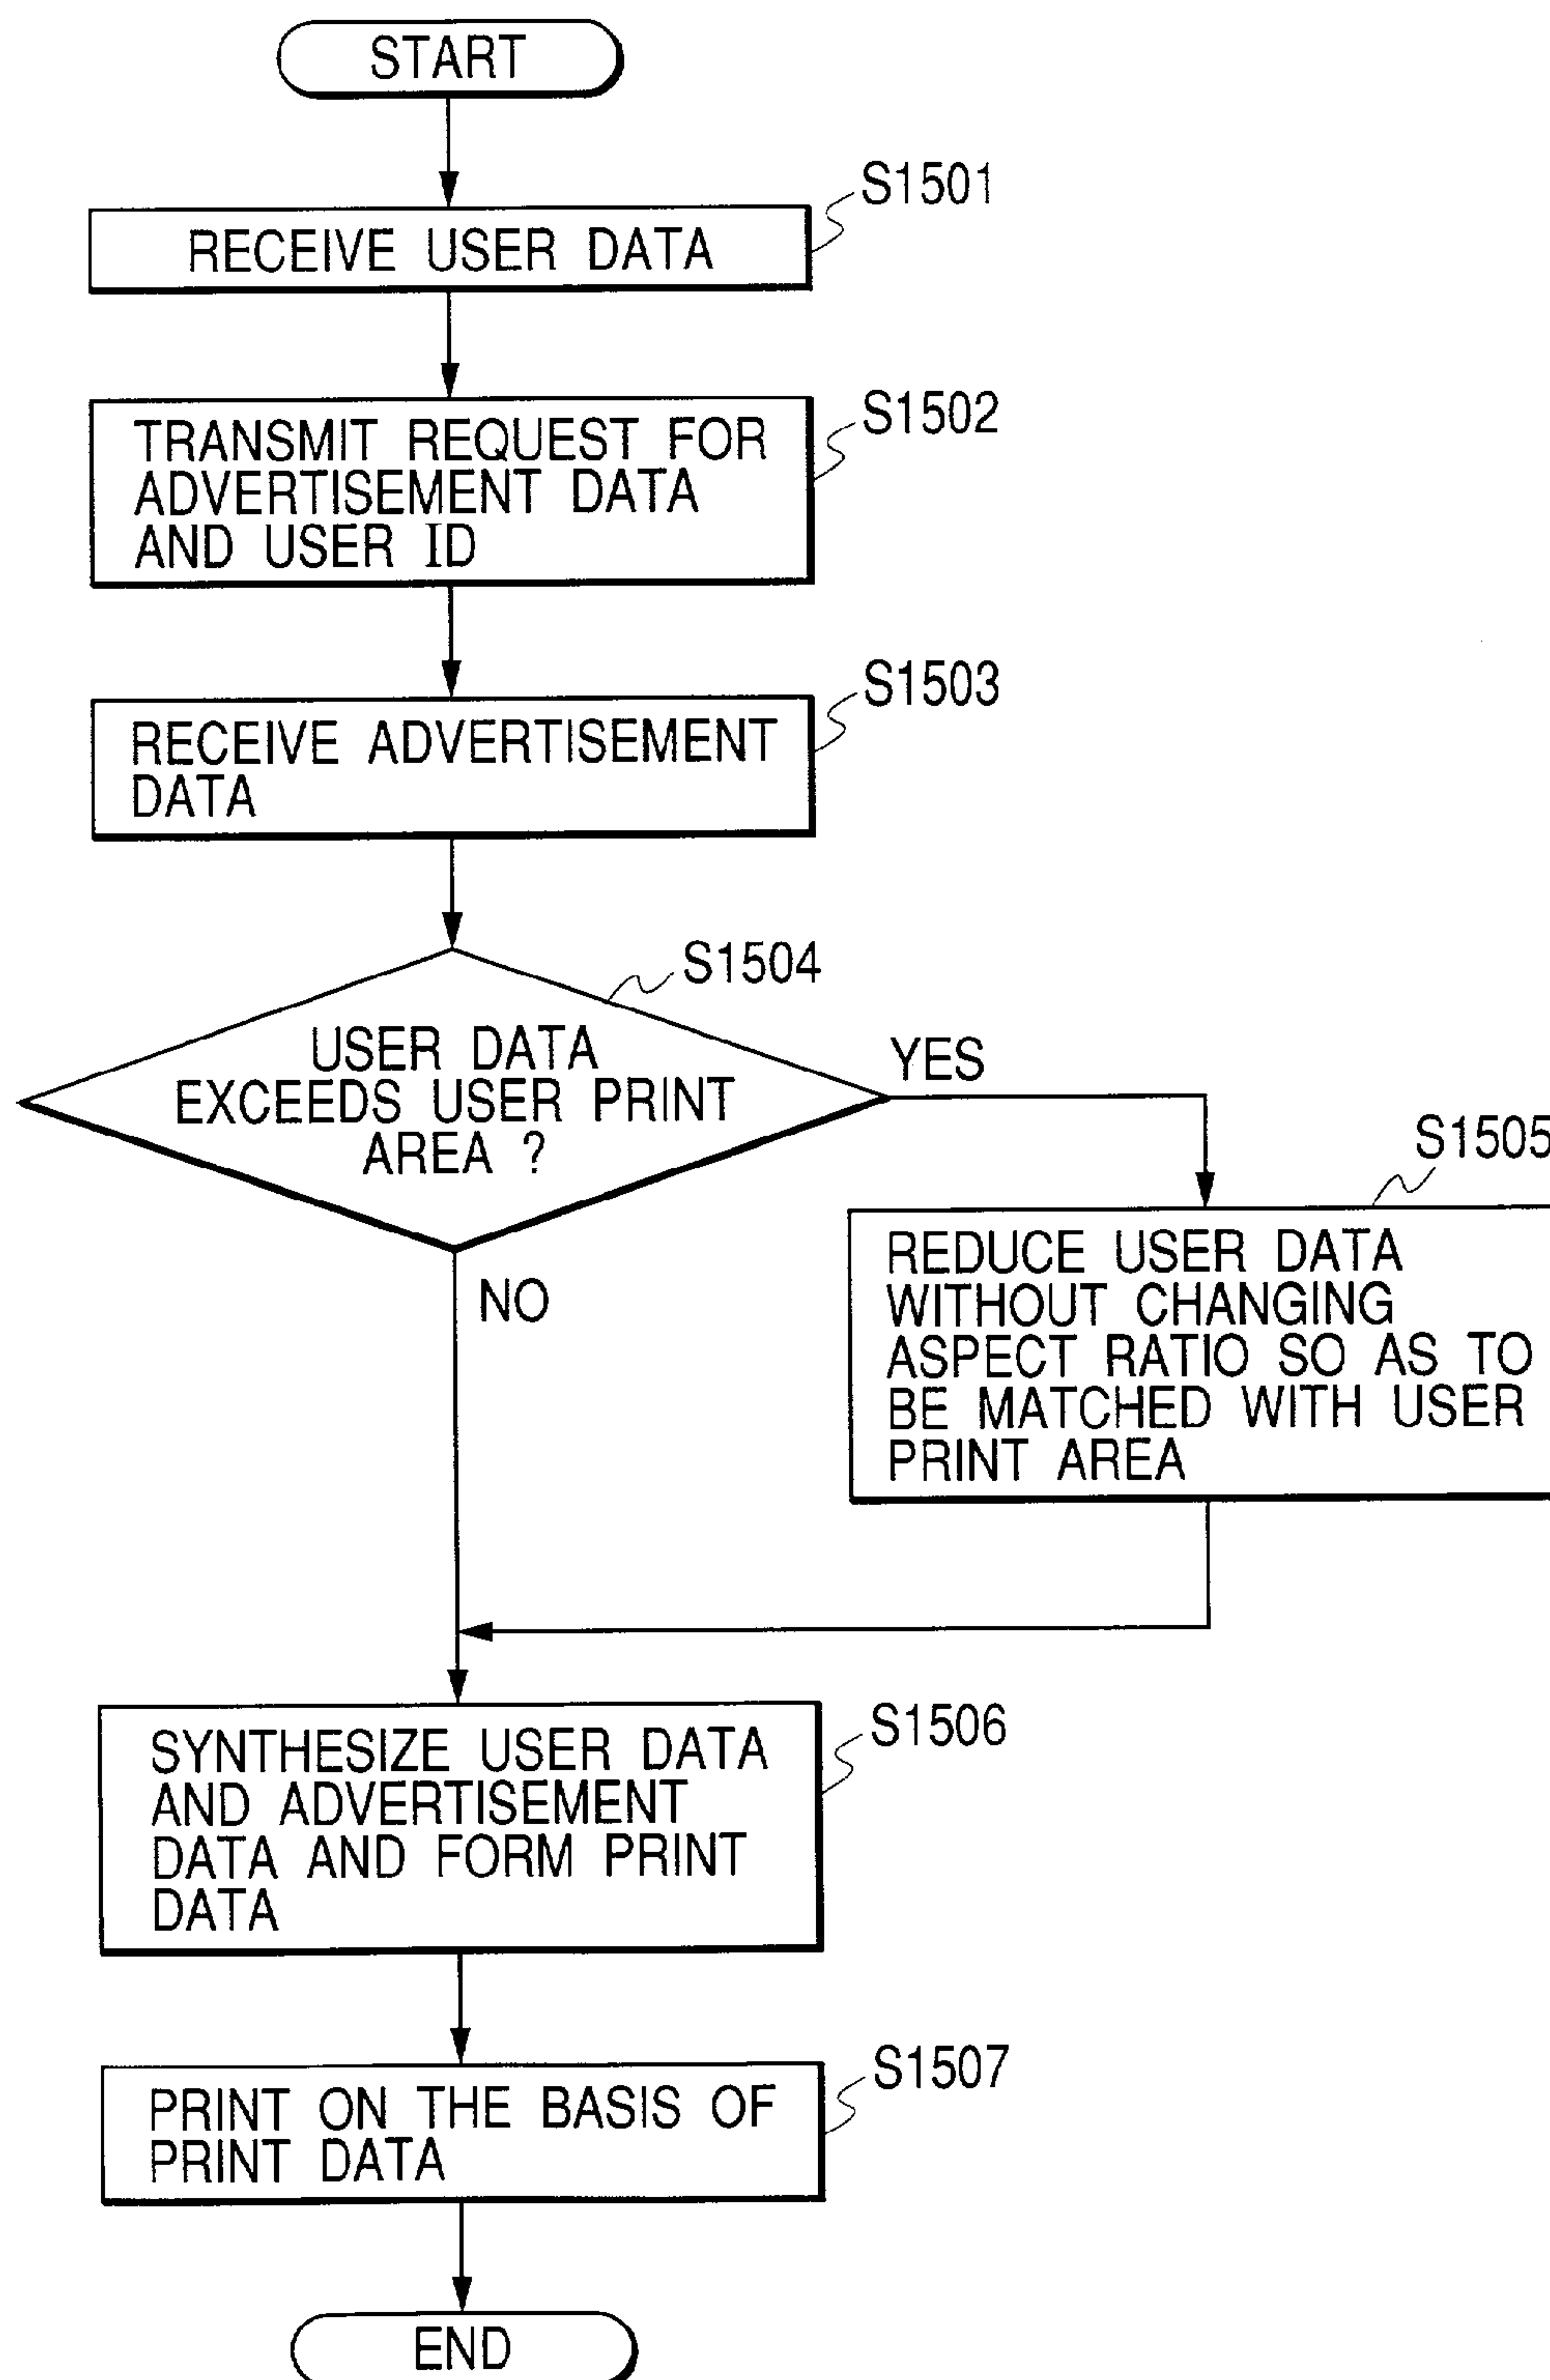 START
S1501
RECEIVE USER DATA
S1502
TRANSMIT REQUEST FOR
ADVERTISEMENT DATA
AND USER ID
S1503
RECEIVE ADVERTISEMENT
DATA
S1504
USER DATA
EXCEEDS USER PRINT
AREA ?
YES
NO
S1505
REDUCE USER DATA
WITHOUT CHANGING
ASPECT RATIO SO AS TO
BE MATCHED WITH USER
PRINT AREA
S1506
SYNTHESIZE USER DATA
AND ADVERTISEMENT
DATA AND FORM PRINT
DATA
S1507
PRINT ON THE BASIS OF
PRINT DATA
END